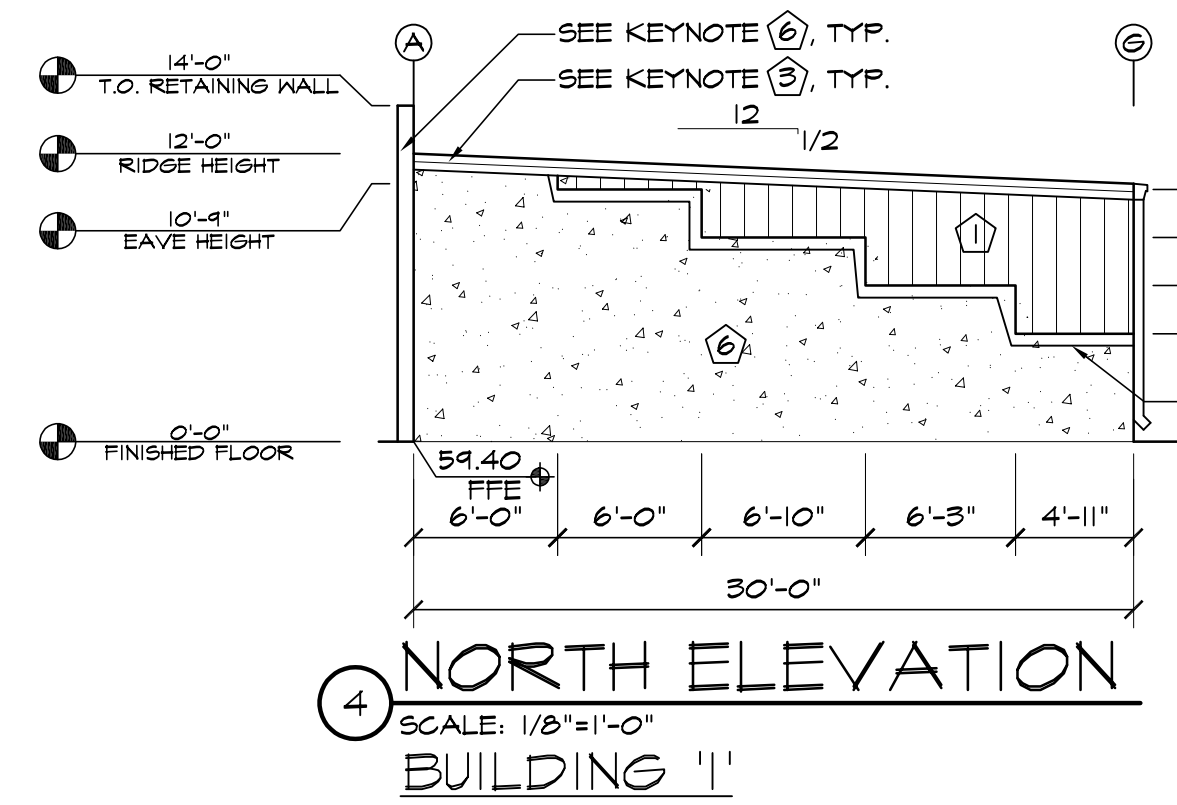 A
G
SEE KEYNOTE 6, TYP.
SEE KEYNOTE 3, TYP.
14'-0"
T.O. RETAINING WALL
12
1/2
12'-0"
RIDGE HEIGHT
10'-9"
EAVE HEIGHT
1
6
0'-0"
FINISHED FLOOR
59.40
FFE
6'-0" 6'-0" 6'-10" 6'-3" 4'-11"
30'-0"
4 NORTH ELEVATION
SCALE: 1/8"=1'-0"
BUILDING '1'